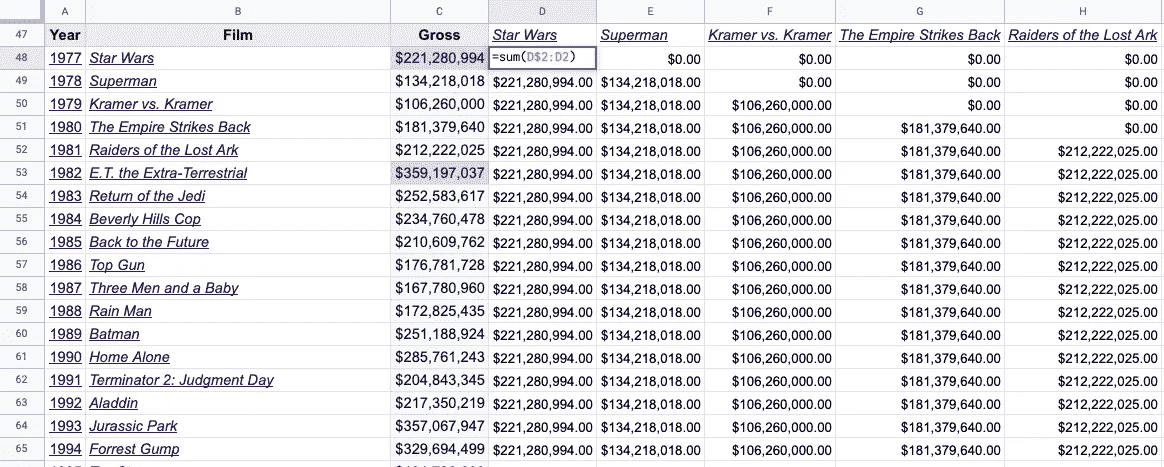 A B C D E F G H
47 Year Film Gross Star Wars Superman Kramer vs. Kramer The Empire Strikes Back Raiders of the Lost Ark
48 1977 Star Wars $221,280,994 =sum(D$2:D2) $0.00 $0.00 $0.00 $0.00
49 1978 Superman $134,218,018 $221,280,994.00 $134,218,018.00 $0.00 $0.00 $0.00
50 1979 Kramer vs. Kramer $106,260,000 $221,280,994.00 $134,218,018.00 $106,260,000.00 $0.00 $0.00
51 1980 The Empire Strikes Back $181,379,640 $221,280,994.00 $134,218,018.00 $106,260,000.00 $181,379,640.00 $0.00
52 1981 Raiders of the Lost Ark $212,222,025 $221,280,994.00 $134,218,018.00 $106,260,000.00 $181,379,640.00 $212,222,025.00
53 1982 E.T. the Extra-Terrestrial $359,197,037 $221,280,994.00 $134,218,018.00 $106,260,000.00 $181,379,640.00 $212,222,025.00
54 1983 Return of the Jedi $252,583,617 $221,280,994.00 $134,218,018.00 $106,260,000.00 $181,379,640.00 $212,222,025.00
55 1984 Beverly Hills Cop $234,760,478 $221,280,994.00 $134,218,018.00 $106,260,000.00 $181,379,640.00 $212,222,025.00
56 1985 Back to the Future $210,609,762 $221,280,994.00 $134,218,018.00 $106,260,000.00 $181,379,640.00 $212,222,025.00
57 1986 Top Gun $176,781,728 $221,280,994.00 $134,218,018.00 $106,260,000.00 $181,379,640.00 $212,222,025.00
58 1987 Three Men and a Baby $167,780,960 $221,280,994.00 $134,218,018.00 $106,260,000.00 $181,379,640.00 $212,222,025.00
59 1988 Rain Man $172,825,435 $221,280,994.00 $134,218,018.00 $106,260,000.00 $181,379,640.00 $212,222,025.00
60 1989 Batman $251,188,924 $221,280,994.00 $134,218,018.00 $106,260,000.00 $181,379,640.00 $212,222,025.00
61 1990 Home Alone $285,761,243 $221,280,994.00 $134,218,018.00 $106,260,000.00 $181,379,640.00 $212,222,025.00
62 1991 Terminator 2: Judgment Day $204,843,345 $221,280,994.00 $134,218,018.00 $106,260,000.00 $181,379,640.00 $212,222,025.00
63 1992 Aladdin $217,350,219 $221,280,994.00 $134,218,018.00 $106,260,000.00 $181,379,640.00 $212,222,025.00
64 1993 Jurassic Park $357,067,947 $221,280,994.00 $134,218,018.00 $106,260,000.00 $181,379,640.00 $212,222,025.00
65 1994 Forrest Gump $329,694,499 $221,280,994.00 $134,218,018.00 $106,260,000.00 $181,379,640.00 $212,222,025.00